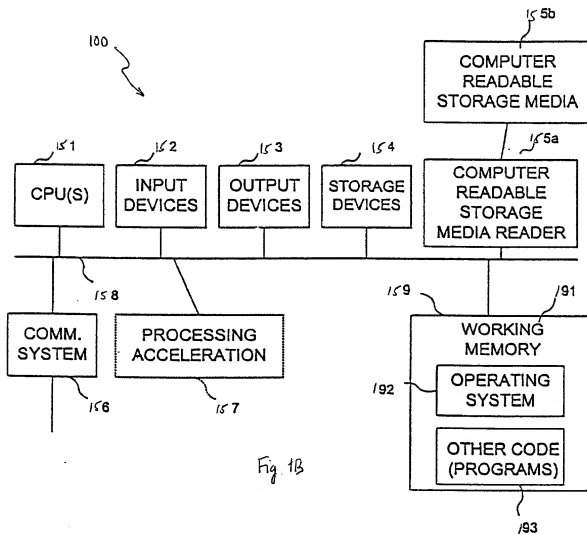 100
155b
COMPUTER
READABLE
STORAGE MEDIA
155a
COMPUTER
READABLE
STORAGE
MEDIA READER
151
CPU(S)
152
INPUT
DEVICES
153
OUTPUT
DEVICES
154
STORAGE
DEVICES
158
COMM.
SYSTEM
156
PROCESSING
ACCELERATION
157
159
191
WORKING
MEMORY
192
OPERATING
SYSTEM
OTHER CODE
(PROGRAMS)
193
Fig. 1B